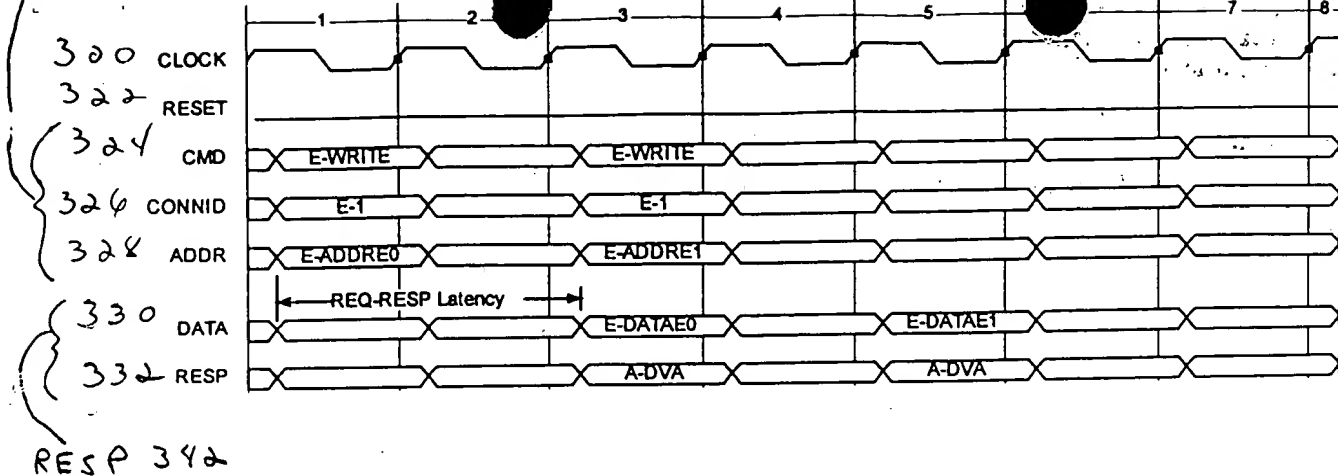 1 2 3 4 5 7 8
320 CLOCK
322 RESET
324 CMD E-WRITE E-WRITE
326 CONNID E-1 E-1
328 ADDR E-ADDRE0 E-ADDRE1
REQ-RESP Latency
330 DATA E-DATAE0 E-DATAE1
332 RESP A-DVA A-DVA
RESP 342